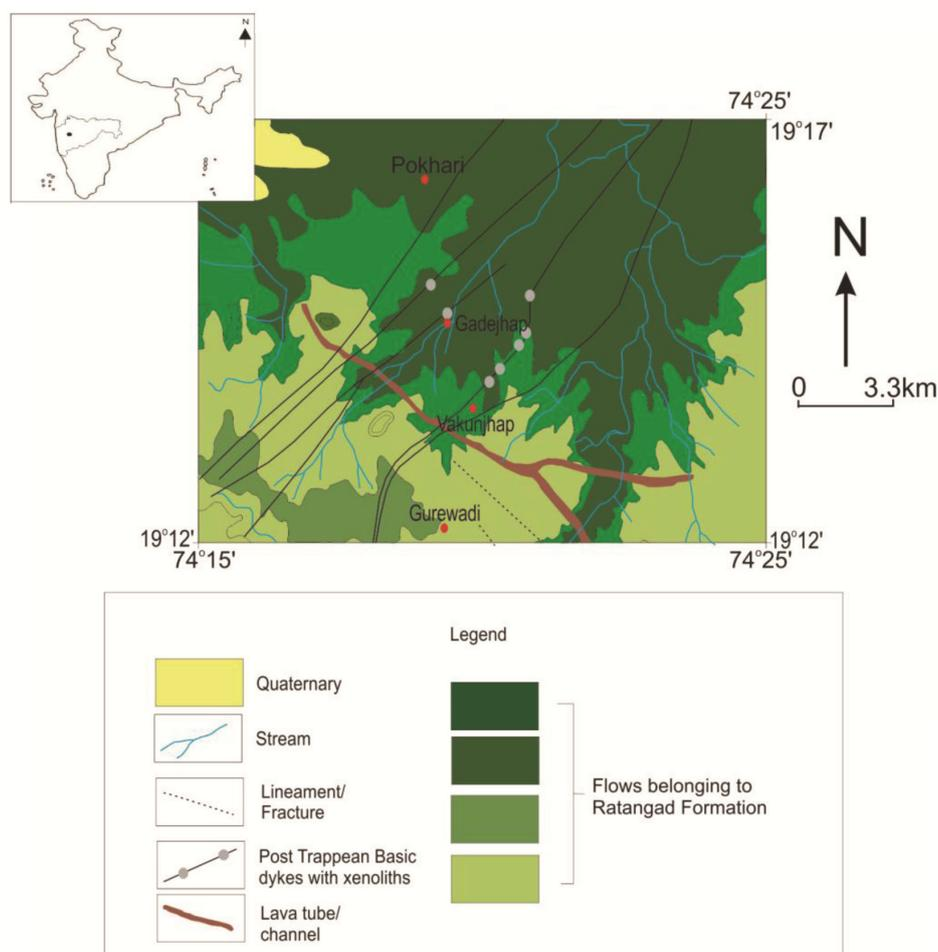 N
74°25'
19°17'
Pokhari
N
Gadejhap
0 3.3km
Vakunjhap
Gurewadi
19°12'
19°12'
74°15'
74°25'
Legend
Quaternary
Stream
Lineament/
Fracture
Flows belonging to
Ratangad Formation
Post Trappean Basic
dykes with xenoliths
Lava tube/
channel